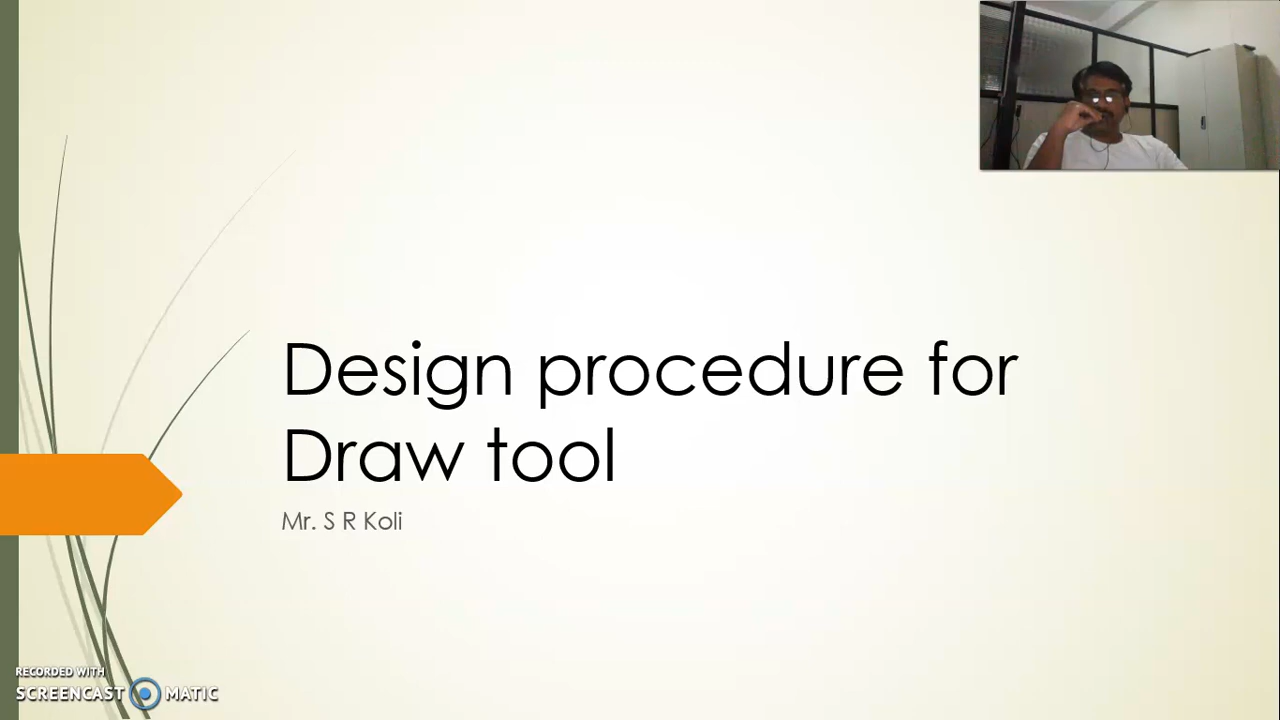 Design procedure for
Draw tool
Mr. S R Koli
RECORDED WITH
SCREENCAST MATIC